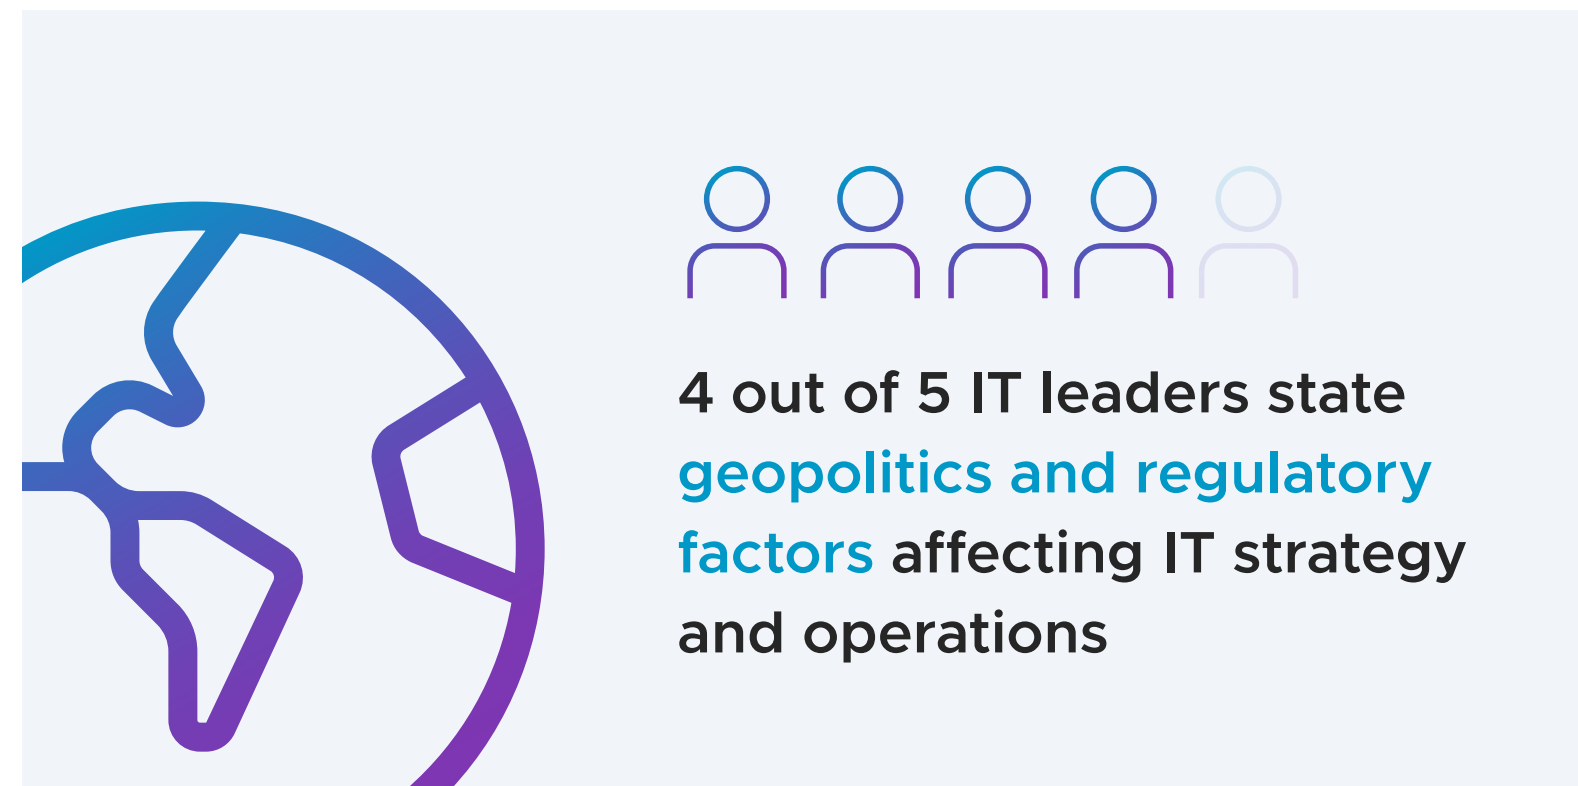 4 out of 5 IT leaders state
geopolitics and regulatory
factors affecting IT strategy
and operations